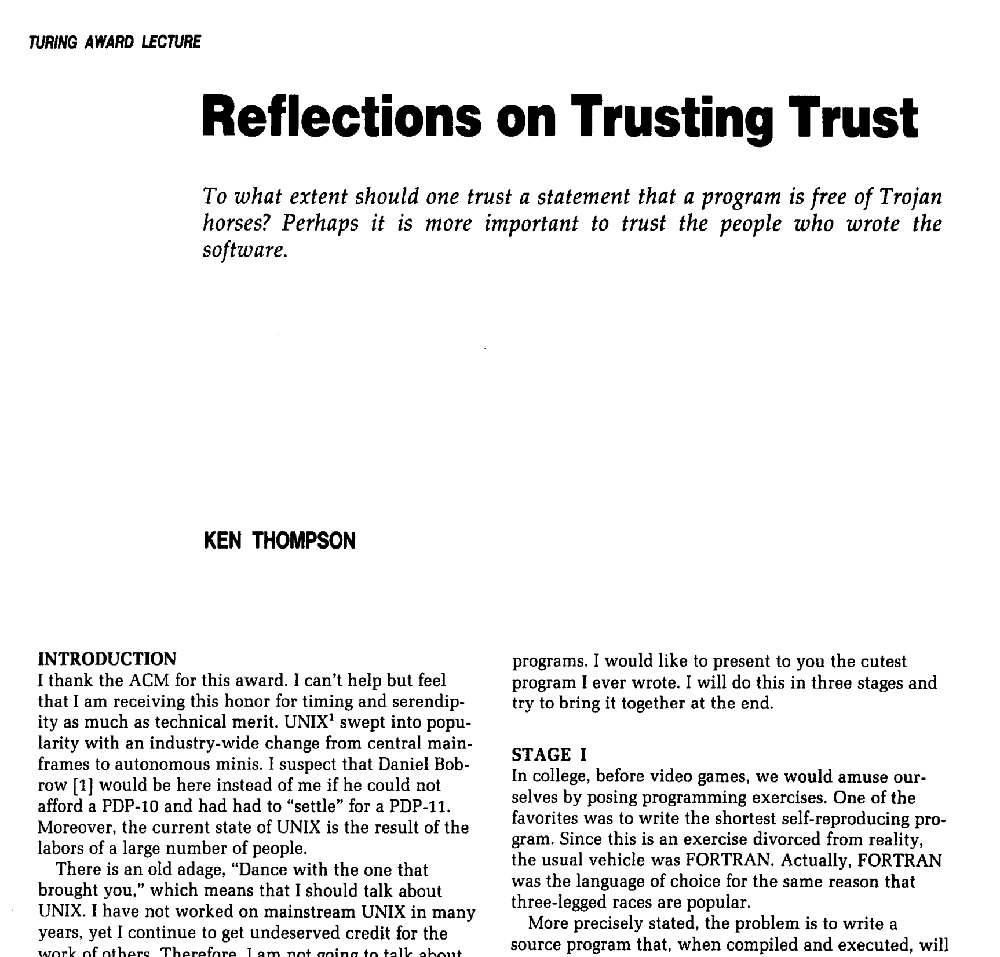 TURING AWARD LECTURE
Reflections on Trusting Trust
To what extent should one trust a statement that a program is free of Trojan
horses? Perhaps it is more important to trust the people who wrote the
software.
KEN THOMPSON
INTRODUCTION
I thank the ACM for this award. I can't help but feel
that I am receiving this honor for timing and serendip-
ity as much as technical merit. UNIX¹ swept into popu-
larity with an industry-wide change from central main-
frames to autonomous minis. I suspect that Daniel Bob-
row [1] would be here instead of me if he could not
afford a PDP-10 and had had to “settle” for a PDP-11.
Moreover, the current state of UNIX is the result of the
labors of a large number of people.
There is an old adage, “Dance with the one that
brought you,” which means that I should talk about
UNIX. I have not worked on mainstream UNIX in many
years, yet I continue to get undeserved credit for the
work of others. Therefore, I am not going to talk about
programs. I would like to present to you the cutest
program I ever wrote. I will do this in three stages and
try to bring it together at the end.
STAGE I
In college, before video games, we would amuse our-
selves by posing programming exercises. One of the
favorites was to write the shortest self-reproducing pro-
gram. Since this is an exercise divorced from reality,
the usual vehicle was FORTRAN. Actually, FORTRAN
was the language of choice for the same reason that
three-legged races are popular.
More precisely stated, the problem is to write a
source program that, when compiled and executed, will